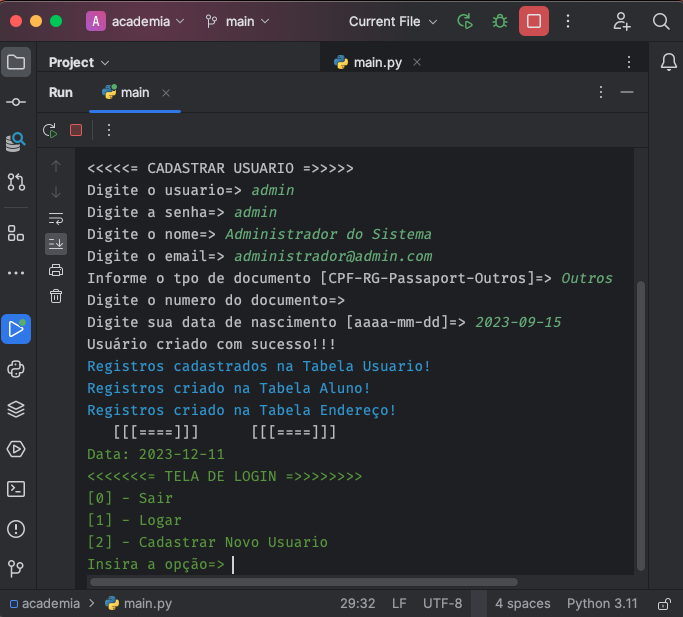 A academia main Current File
Project main.py
Run main
<<<<<= CADASTRAR USUARIO =>>>>>
Digite o usuario=> admin
Digite a senha=> admin
Digite o nome=> Administrador do Sistema
Digite o email=> administrador@admin.com
Informe o tpo de documento [CPF-RG-Passaport-Outros]=> Outros
Digite o numero do documento=>
Digite sua data de nascimento [aaaa-mm-dd]=> 2023-09-15
Usuário criado com sucesso!!!
Registros cadastrados na Tabela Usuario!
Registros criado na Tabela Aluno!
Registros criado na Tabela Endereço!
[[[====]]] [[[====]]]
Data: 2023-12-11
<<<<<<<= TELA DE LOGIN =>>>>>>>>
[0] - Sair
[1] - Logar
[2] - Cadastrar Novo Usuario
Insira a opção=>
academia > main.py 29:32 LF UTF-8 4 spaces Python 3.11